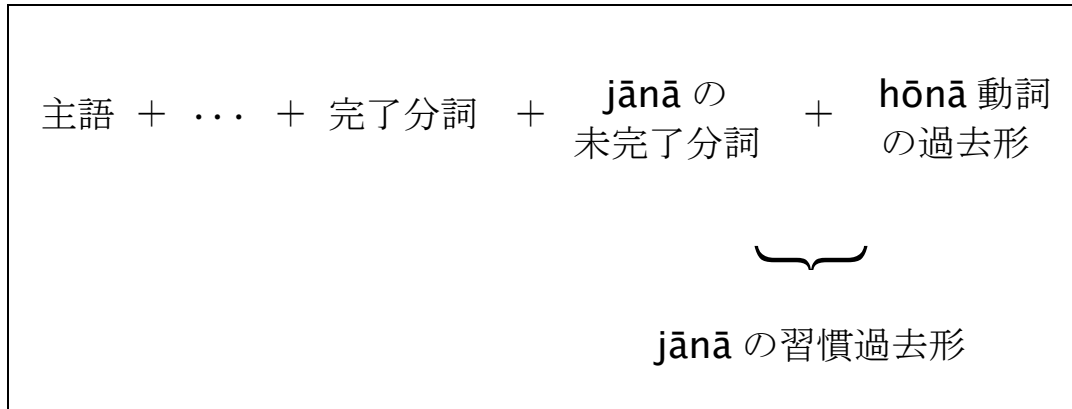 主語 + ... + 完了分詞 + jānā の 未完了分詞 + hōnā 動詞 の過去形
jānā の習慣過去形